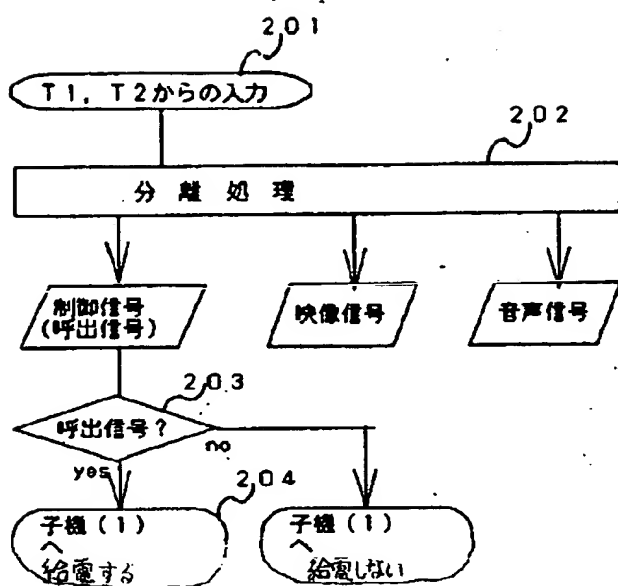 201
T1，T2からの入力
202
分離処理
制御信号
(呼出信号)
映像信号
音声信号
203
呼出信号？
no
yes
204
子機(1)
へ
給電する
子機(1)
へ
給電しない